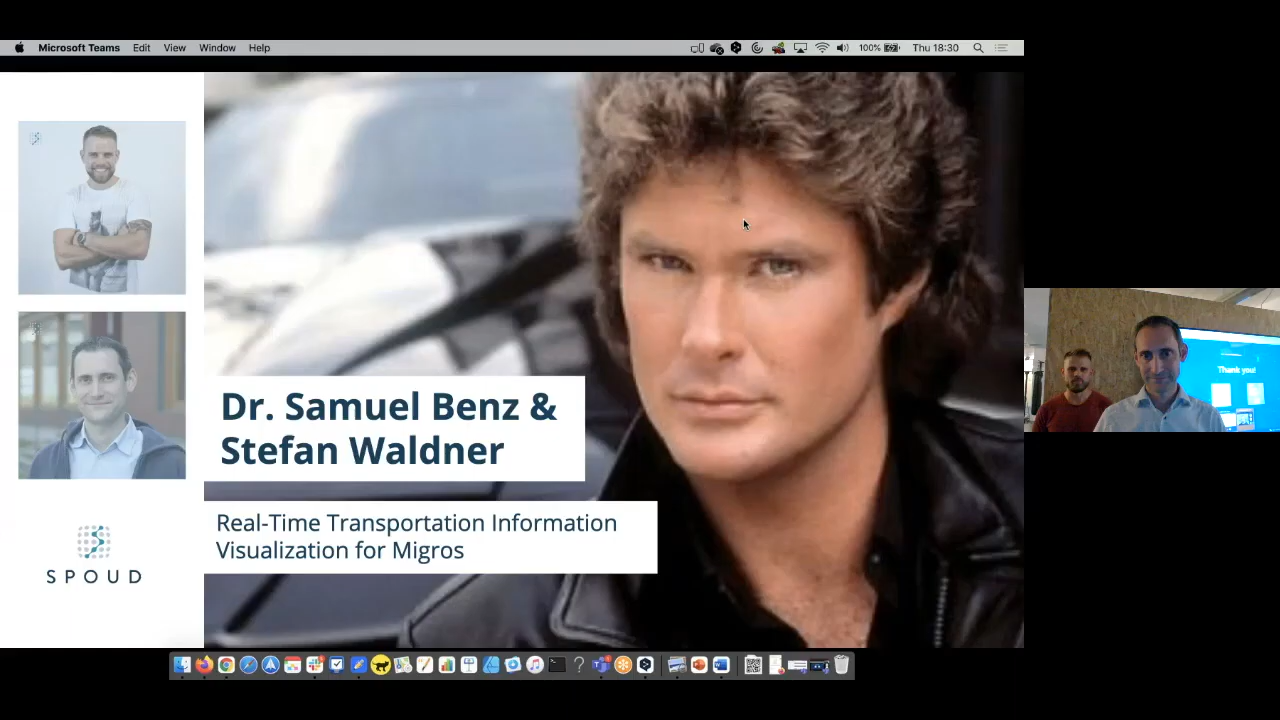 Microsoft Teams Edit View Window Help 100% Thu 18:30
Dr. Samuel Benz &
Stefan Waldner
Real-Time Transportation Information
Visualization for Migros
SPOUD
Thank you!